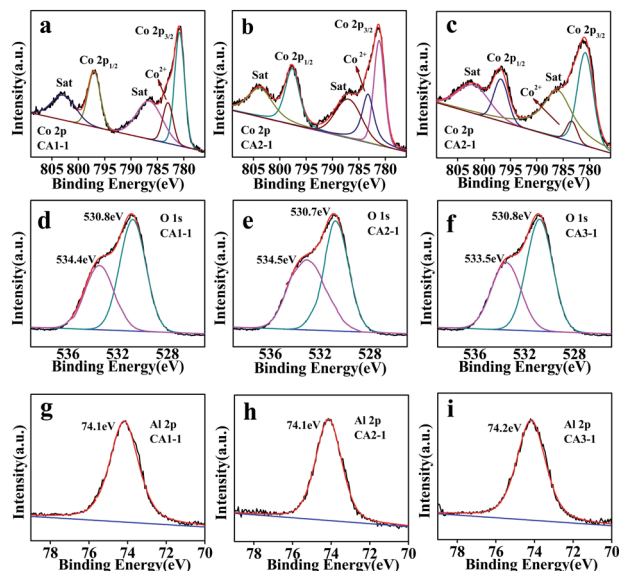 a
Co 2p3/2
Co 2p1/2
Co2+
Sat
Sat
Co 2p
CA1-1
Intensity(a.u.)
805 800 795 790 785 780
Binding Energy(eV)
b
Co 2p3/2
Co 2p1/2
Co2+
Sat
Sat
Co 2p
CA2-1
Intensity(a.u.)
805 800 795 790 785 780
Binding Energy(eV)
c
Co 2p3/2
Co 2p1/2
Sat
Sat
Co2+
Co 2p
CA2-1
Intensity(a.u.)
805 800 795 790 785 780
Binding Energy(eV)
d
530.8eV
O 1s
CA1-1
534.4eV
Intensity(a.u.)
536 532 528
Binding Energy(eV)
e
530.7eV
O 1s
CA2-1
534.5eV
Intensity(a.u.)
536 532 528
Binding Energy(eV)
f
530.8eV
O 1s
CA3-1
533.5eV
Intensity(a.u.)
536 532 528
Binding Energy(eV)
g
74.1eV
Al 2p
CA1-1
Intensity(a.u.)
78 76 74 72 70
Binding Energy(eV)
h
74.1eV
Al 2p
CA2-1
Intensity(a.u.)
78 76 74 72 70
Binding Energy(eV)
i
74.2eV
Al 2p
CA3-1
Intensity(a.u.)
78 76 74 72 70
Binding Energy(eV)